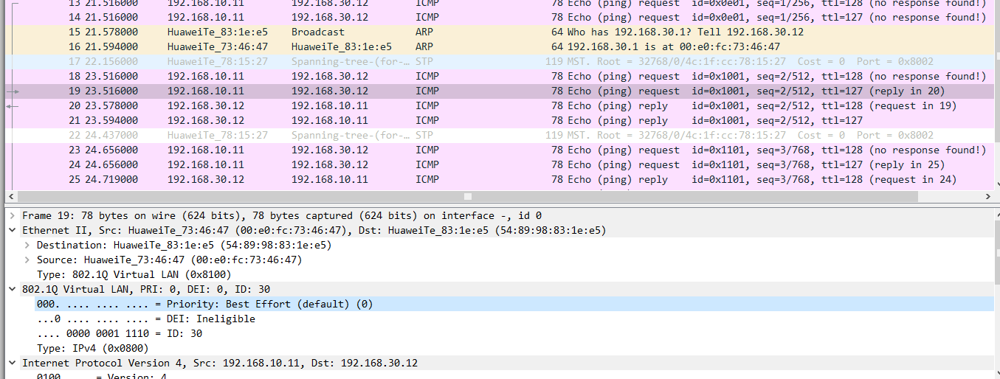 13 21.516000 192.168.10.11 192.168.30.12 ICMP 78 Echo (ping) request id=0x0e01, seq=1/256, ttl=128 (no response found!)
14 21.516000 192.168.10.11 192.168.30.12 ICMP 78 Echo (ping) request id=0x0e01, seq=1/256, ttl=127 (no response found!)
15 21.578000 HuaweiTe_83:1e:e5 Broadcast ARP 64 Who has 192.168.30.1? Tell 192.168.30.12
16 21.594000 HuaweiTe_73:46:47 HuaweiTe_83:1e:e5 ARP 64 192.168.30.1 is at 00:e0:fc:73:46:47
17 22.156000 HuaweiTe_78:15:27 Spanning-tree-(for-… STP 119 MST. Root = 32768/0/4c:1f:cc:78:15:27 Cost = 0 Port = 0x8002
18 23.516000 192.168.10.11 192.168.30.12 ICMP 78 Echo (ping) request id=0x1001, seq=2/512, ttl=128 (no response found!)
19 23.516000 192.168.10.11 192.168.30.12 ICMP 78 Echo (ping) request id=0x1001, seq=2/512, ttl=127 (reply in 20)
20 23.578000 192.168.30.12 192.168.10.11 ICMP 78 Echo (ping) reply id=0x1001, seq=2/512, ttl=128 (request in 19)
21 23.594000 192.168.30.12 192.168.10.11 ICMP 78 Echo (ping) reply id=0x1001, seq=2/512, ttl=127
22 24.437000 HuaweiTe_78:15:27 Spanning-tree-(for-… STP 119 MST. Root = 32768/0/4c:1f:cc:78:15:27 Cost = 0 Port = 0x8002
23 24.656000 192.168.10.11 192.168.30.12 ICMP 78 Echo (ping) request id=0x1101, seq=3/768, ttl=128 (no response found!)
24 24.656000 192.168.10.11 192.168.30.12 ICMP 78 Echo (ping) request id=0x1101, seq=3/768, ttl=127 (reply in 25)
25 24.719000 192.168.30.12 192.168.10.11 ICMP 78 Echo (ping) reply id=0x1101, seq=3/768, ttl=128 (request in 24)
Frame 19: 78 bytes on wire (624 bits), 78 bytes captured (624 bits) on interface -, id 0
Ethernet II, Src: HuaweiTe_73:46:47 (00:e0:fc:73:46:47), Dst: HuaweiTe_83:1e:e5 (54:89:98:83:1e:e5)
Destination: HuaweiTe_83:1e:e5 (54:89:98:83:1e:e5)
Source: HuaweiTe_73:46:47 (00:e0:fc:73:46:47)
Type: 802.1Q Virtual LAN (0x8100)
802.1Q Virtual LAN, PRI: 0, DEI: 0, ID: 30
000. .... .... .... = Priority: Best Effort (default) (0)
...0 .... .... .... = DEI: Ineligible
.... 0000 0001 1110 = ID: 30
Type: IPv4 (0x0800)
Internet Protocol Version 4, Src: 192.168.10.11, Dst: 192.168.30.12
0100 .... = Version: 4